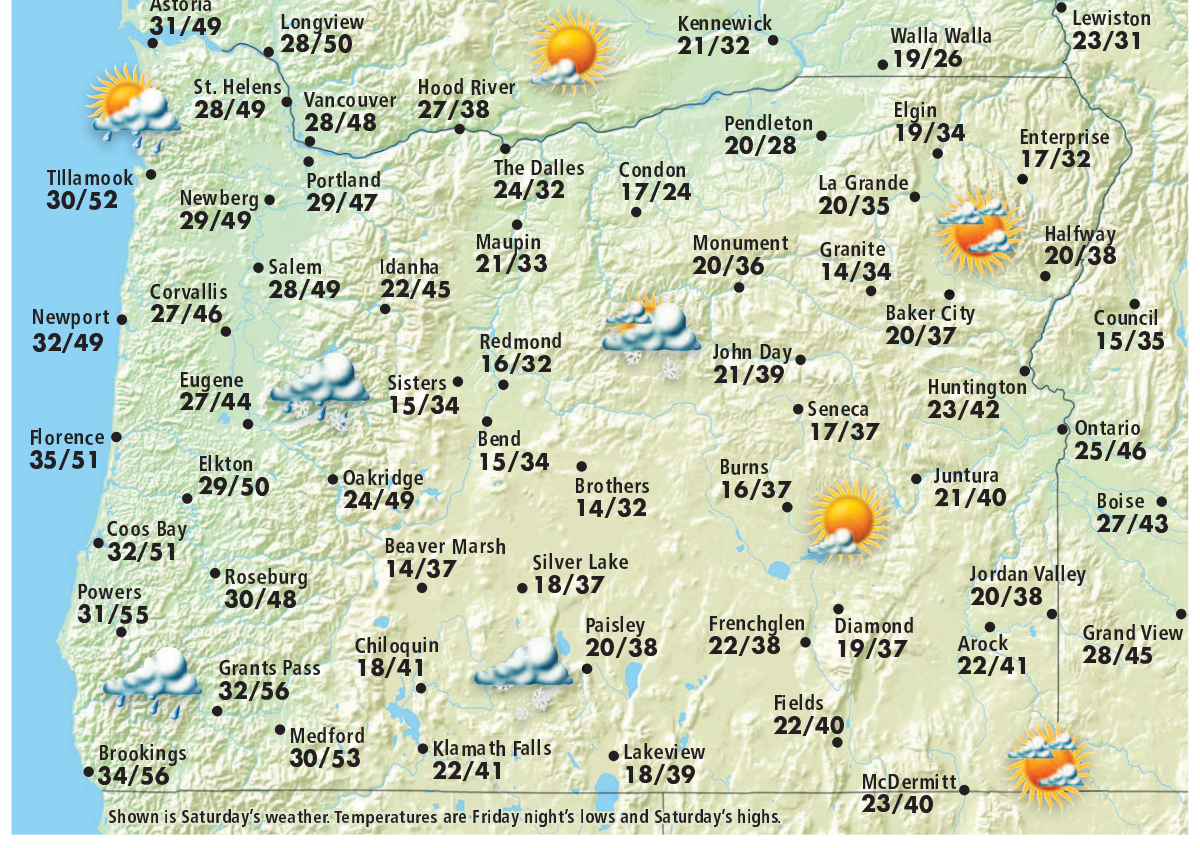 Astoria
31/49
Longview
28/50
Kennewick
21/32
Walla Walla
19/26
Lewiston
23/31
St. Helens
28/49
Vancouver
28/48
Hood River
27/38
Pendleton
20/28
Elgin
19/34
Enterprise
17/32
TIllamook
30/52
Portland
29/47
The Dalles
24/32
Condon
17/24
La Grande
20/35
Newberg
29/49
Maupin
21/33
Monument
20/36
Granite
14/34
Halfway
20/38
Salem
28/49
Idanha
22/45
Corvallis
27/46
Newport
32/49
Baker City
20/37
Council
15/35
Redmond
16/32
John Day
21/39
Eugene
27/44
Sisters
15/34
Huntington
23/42
Seneca
17/37
Florence
35/51
Bend
15/34
Ontario
25/46
Elkton
29/50
Oakridge
24/49
Brothers
14/32
Burns
16/37
Juntura
21/40
Boise
27/43
Coos Bay
32/51
Beaver Marsh
14/37
Silver Lake
18/37
Roseburg
30/48
Jordan Valley
20/38
Powers
31/55
Paisley
20/38
Frenchglen
22/38
Diamond
19/37
Arock
22/41
Grand View
28/45
Chiloquin
18/41
Grants Pass
32/56
Fields
22/40
Medford
30/53
Brookings
34/56
Klamath Falls
22/41
Lakeview
18/39
McDermitt
23/40
Shown is Saturday's weather. Temperatures are Friday night's lows and Saturday's highs.